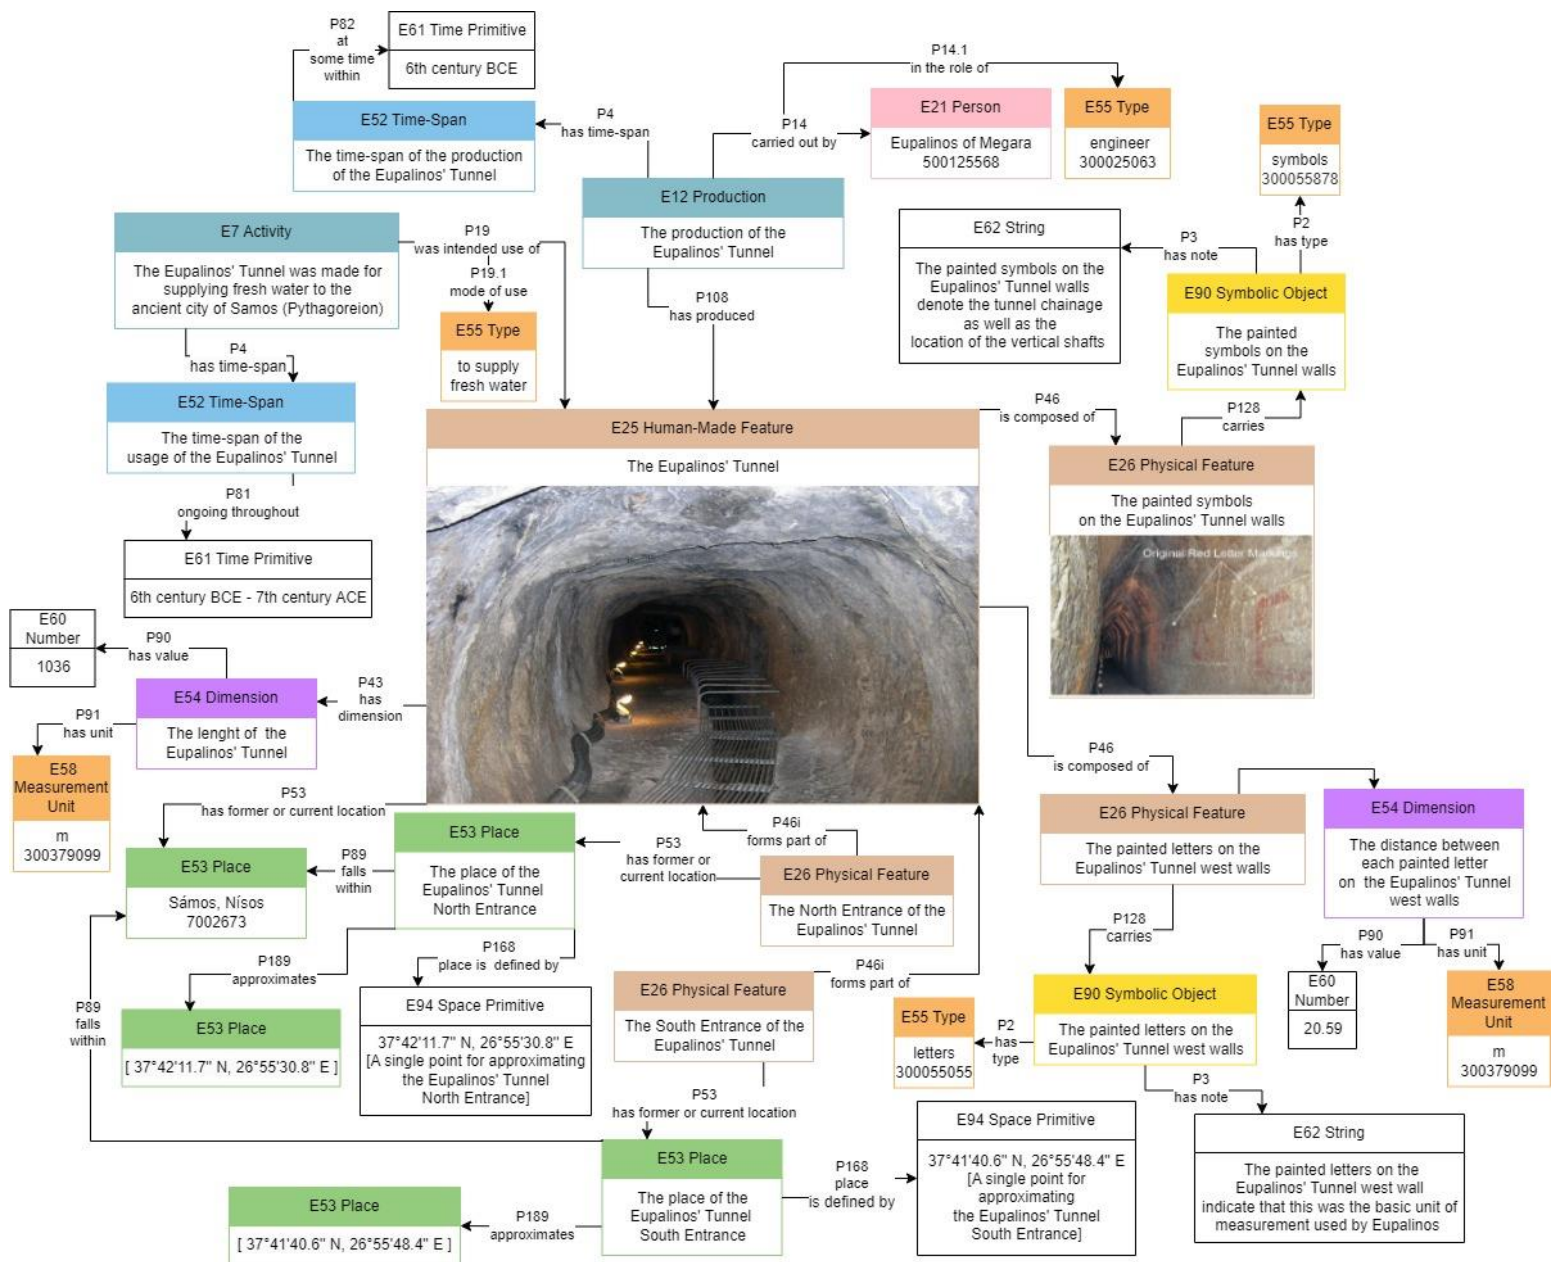 P82
at
some time
within
E61 Time Primitive
6th century BCE
P14.1
in the role of
E52 Time-Span
The time-span of the production
of the Eupalinos' Tunnel
P4
has time-span
P14
carried out by
E21 Person
Eupalinos of Megara
500125568
E55 Type
engineer
300025063
E55 Type
symbols
300055878
E12 Production
The production of the
Eupalinos' Tunnel
E7 Activity
The Eupalinos' Tunnel was made for
supplying fresh water to the
ancient city of Samos (Pythagoreion)
P19
was intended use of
P19.1
mode of use
E55 Type
to supply
fresh water
P108
has produced
E62 String
The painted symbols on the
Eupalinos' Tunnel walls
denote the tunnel chainage
as well as the
location of the vertical shafts
P3
has note
P2
has type
E90 Symbolic Object
The painted
symbols on the
Eupalinos' Tunnel walls
P4
has time-span
E52 Time-Span
The time-span of the
usage of the Eupalinos' Tunnel
P81
ongoing throughout
E61 Time Primitive
6th century BCE - 7th century ACE
E25 Human-Made Feature
The Eupalinos' Tunnel
P46
is composed of
P128
carries
E26 Physical Feature
The painted symbols
on the Eupalinos' Tunnel walls
Original Red Letter Markings
E60
Number
1036
P90
has value
E54 Dimension
The lenght of the
Eupalinos' Tunnel
P43
has
dimension
P91
has unit
E58
Measurement
Unit
m
300379099
P53
has former or current location
E53 Place
Sámos, Nísos
7002673
P89
falls
within
E53 Place
The place of the
Eupalinos' Tunnel
North Entrance
P53
has former or
current location
P46i
forms part of
E26 Physical Feature
The North Entrance of the
Eupalinos' Tunnel
P46
is composed of
E26 Physical Feature
The painted letters on the
Eupalinos' Tunnel west walls
E54 Dimension
The distance between
each painted letter
on the Eupalinos' Tunnel
west walls
P128
carries
P90
has value
P91
has unit
E60
Number
20.59
E58
Measurement
Unit
m
300379099
P189
approximates
P168
place is defined by
P89
falls
within
E53 Place
[ 37°42'11.7" N, 26°55'30.8" E ]
E94 Space Primitive
37°42'11.7" N, 26°55'30.8" E
[A single point for approximating
the Eupalinos' Tunnel
North Entrance]
E26 Physical Feature
The South Entrance of the
Eupalinos' Tunnel
P46i
forms part of
E55 Type
letters
300055055
P2
has
type
E90 Symbolic Object
The painted letters on the
Eupalinos' Tunnel west walls
P3
has note
E62 String
The painted letters on the
Eupalinos' Tunnel west wall
indicate that this was the basic unit of
measurement used by Eupalinos
P53
has former or current location
E53 Place
The place of the
Eupalinos' Tunnel
South Entrance
P168
place
is defined by
E94 Space Primitive
37°41'40.6" N, 26°55'48.4" E
[A single point for
approximating
the Eupalinos' Tunnel
South Entrance]
P189
approximates
E53 Place
[ 37°41'40.6" N, 26°55'48.4" E ]